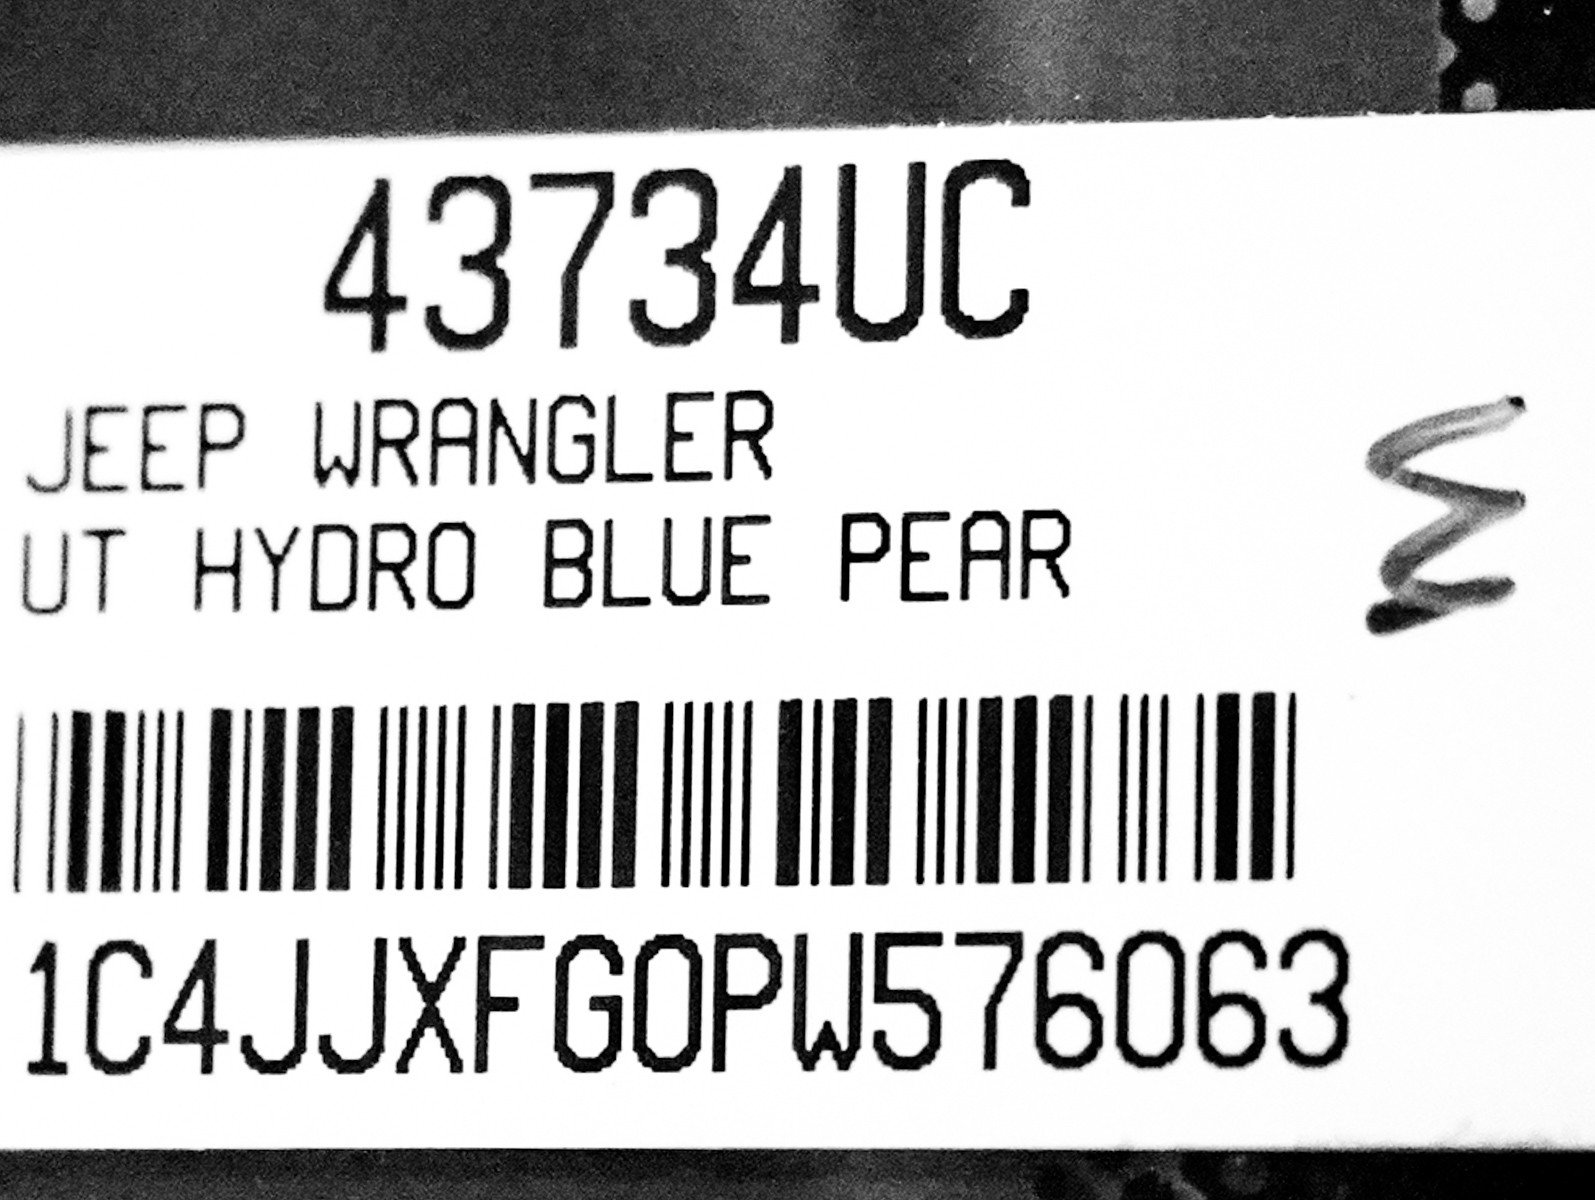 43734UC
JEEP WRANGLER
UT HYDRO BLUE PEAR
1C4JJXFG0PW576063